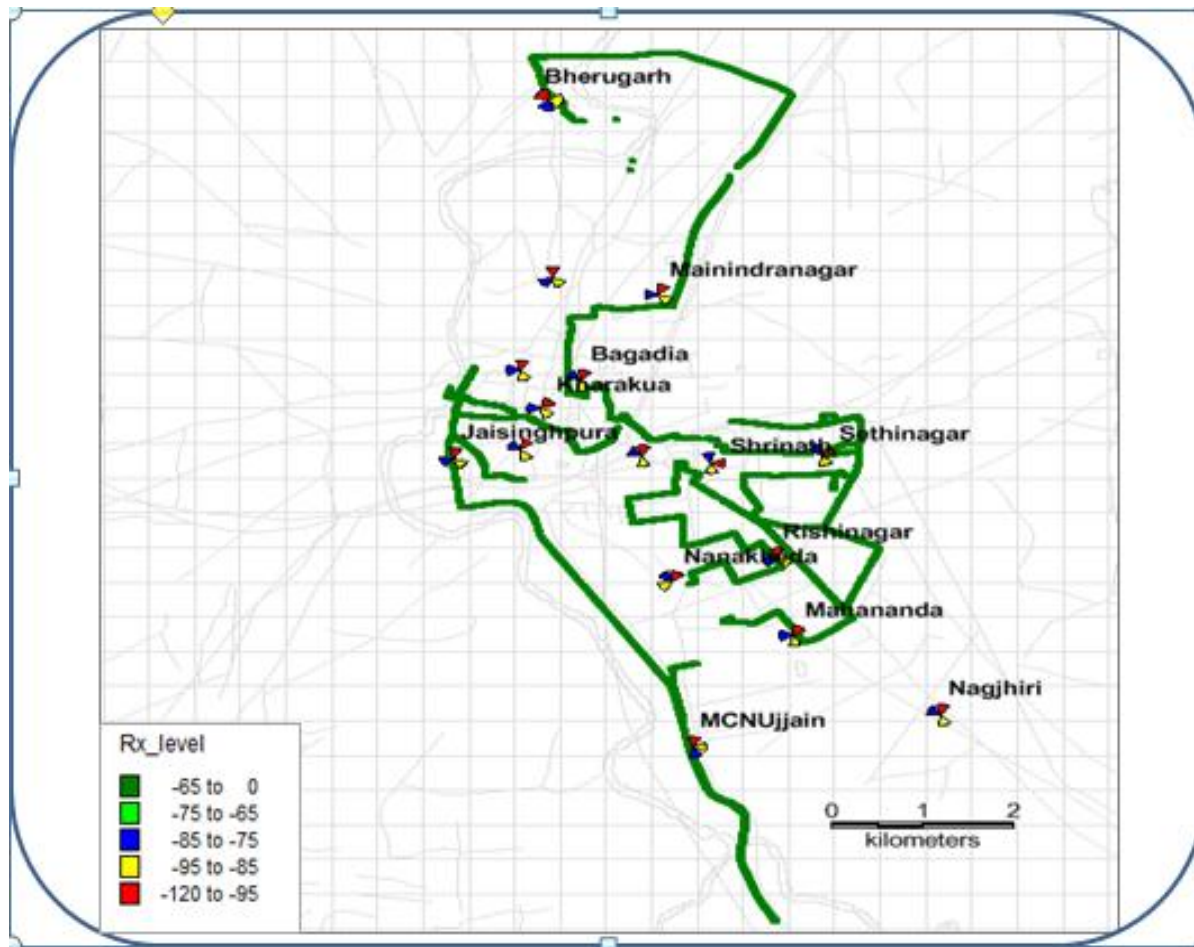 Bherugarh
Mainindranagar
Bagadia
Kharakua
Jaisinghpura
Shrinath
Sethinagar
Rishinagar
Nanakheda
Mahananda
Nagjhiri
MCNUjjain
Rx_level
-65 to 0
-75 to -65
-85 to -75
-95 to -85
-120 to -95
0 1 2
kilometers